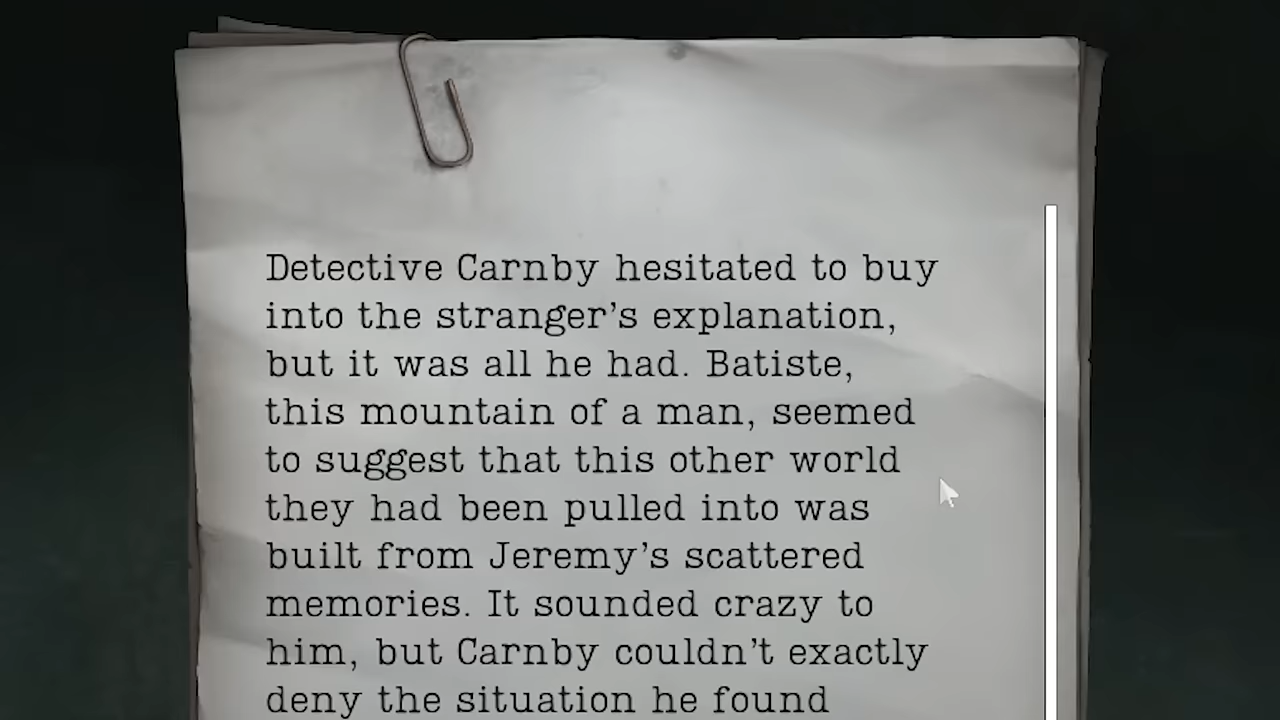 Detective Carnby hesitated to buy
into the stranger’s explanation,
but it was all he had. Batiste,
this mountain of a man, seemed
to suggest that this other world
they had been pulled into was
built from Jeremy’s scattered
memories. It sounded crazy to
him, but Carnby couldn’t exactly
deny the situation he found